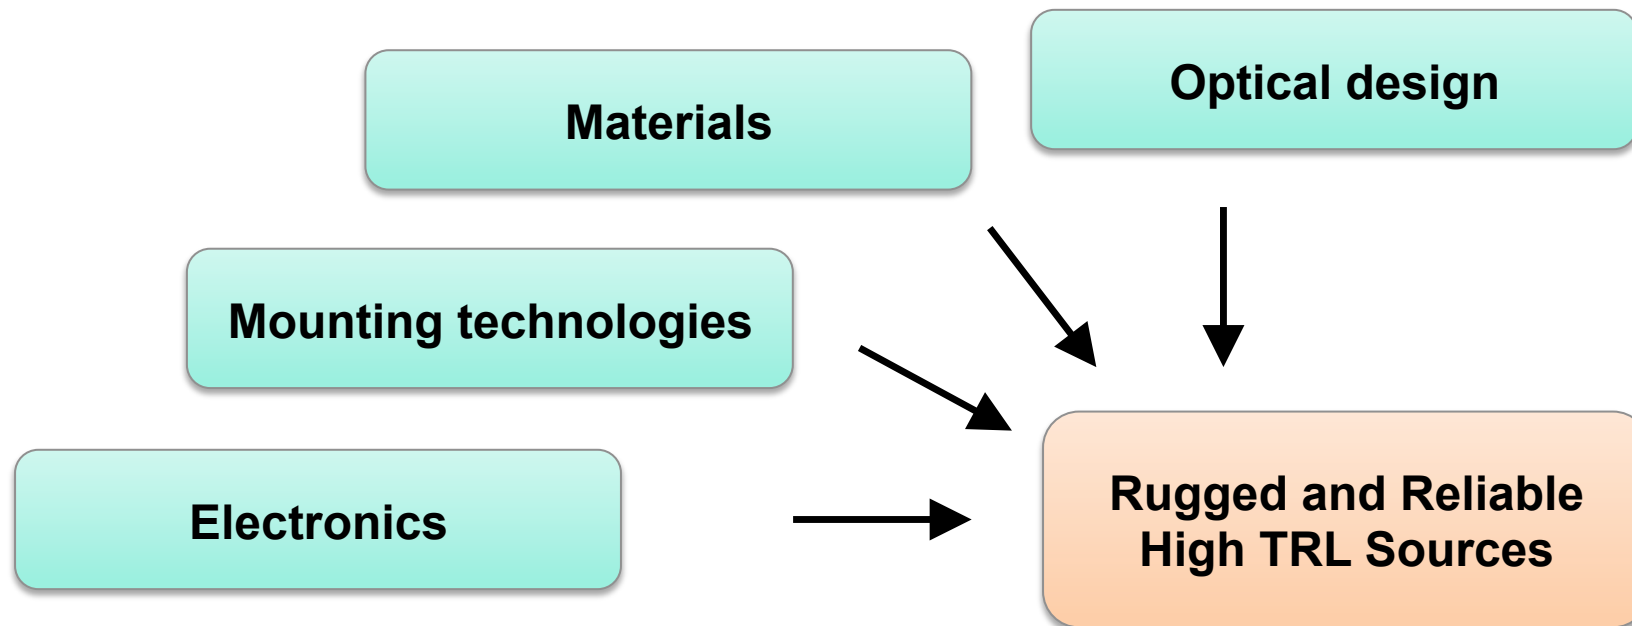 Optical design
Materials
Mounting technologies
Electronics
Rugged and Reliable
High TRL Sources